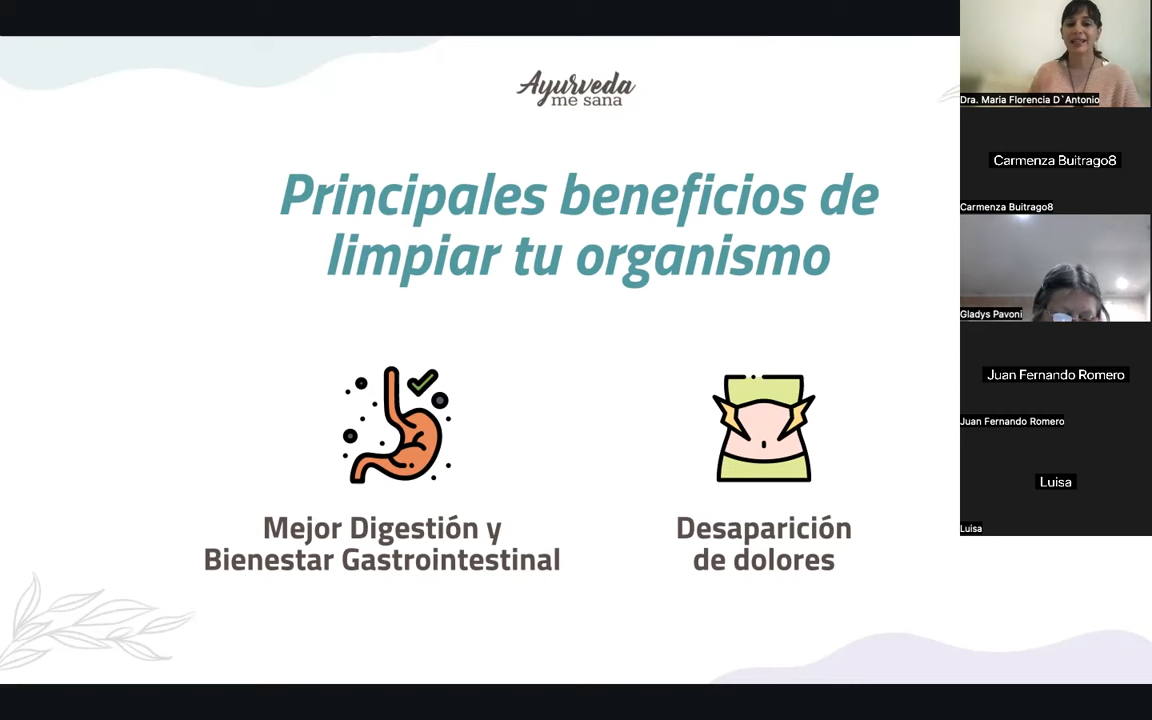 Ayurveda
me sana
Principales beneficios de
limpiar tu organismo
Mejor Digestión y
Bienestar Gastrointestinal
Desaparición
de dolores
Dra. Maria Florencia D`Antonio
Carmenza Buitrago8
Carmenza Buitrago8
Gladys Pavoni
Juan Fernando Romero
Juan Fernando Romero
Luisa
Luisa